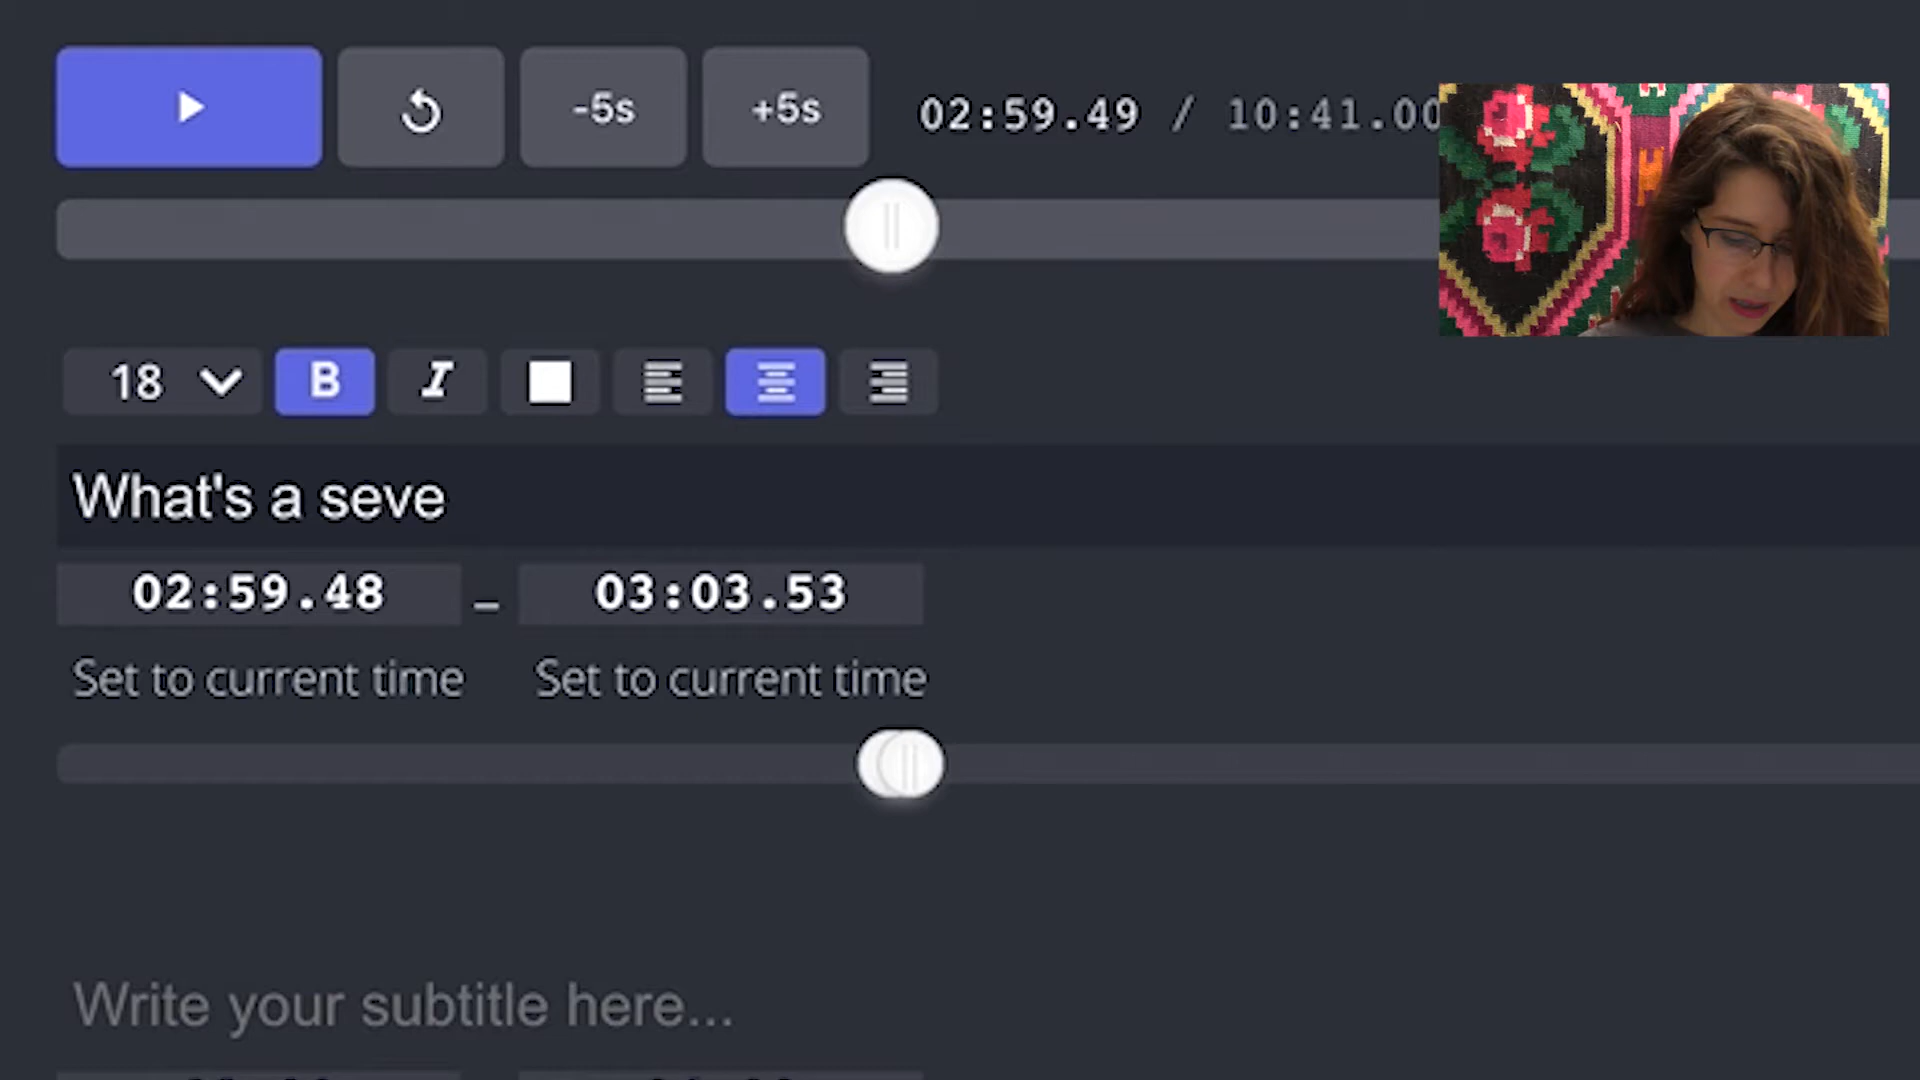 -5s +5s 02:59.49 / 10:41.00
18 B I
What's a seve
02:59.48 – 03:03.53
Set to current time Set to current time
Write your subtitle here...